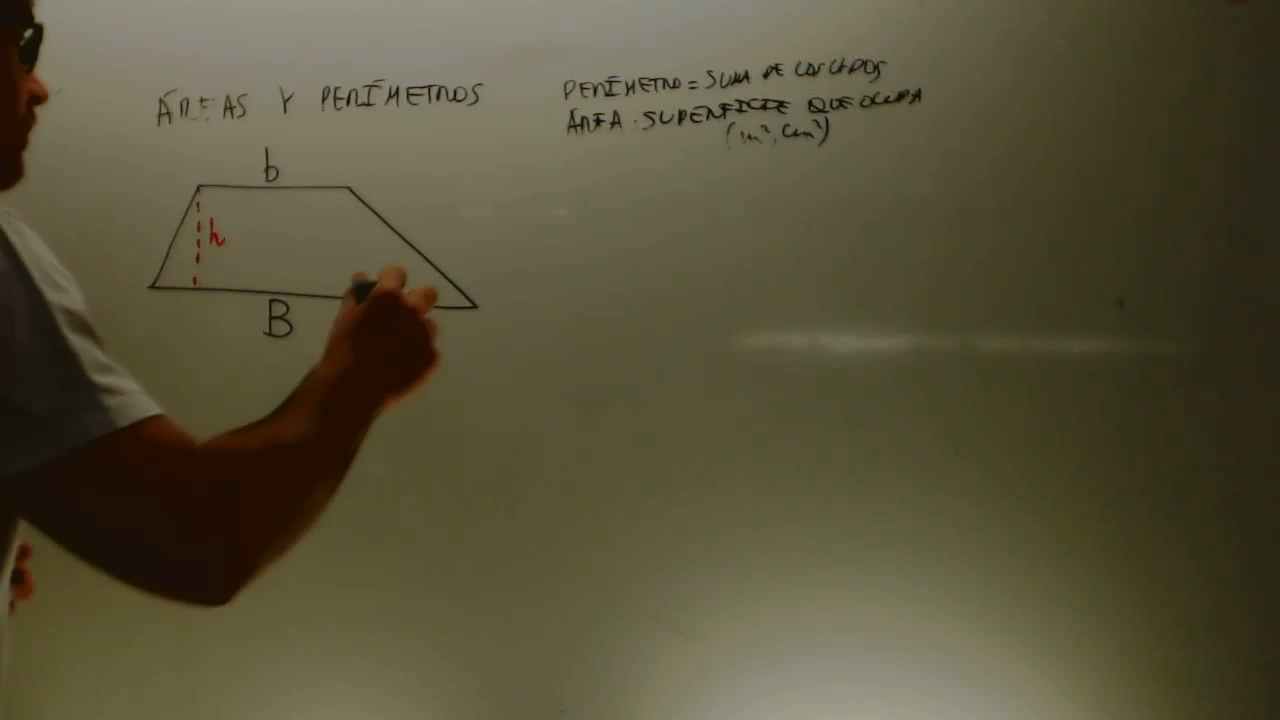 ÁREAS Y PERÍMETROS
PERÍMETRO = SUMA DE LOS LADOS
ÁREA. SUPERFICIE QUE OCUPA
(m², cm²)
b
h
B